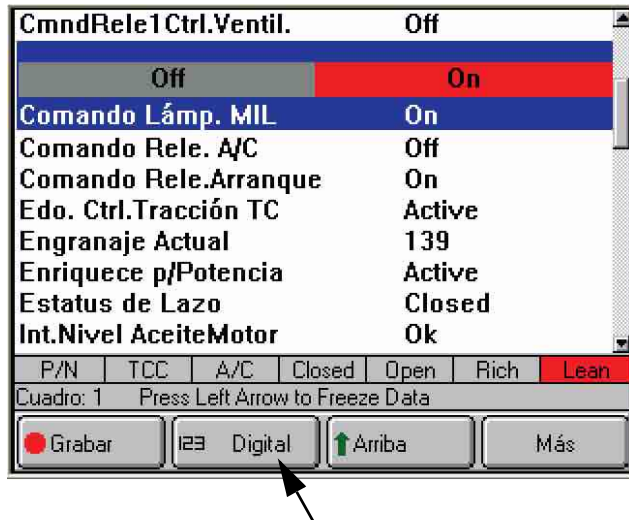 CmndRele1Ctrl.Ventil. Off
Off On
Comando Lámp. MIL On
Comando Rele. A/C Off
Comando Rele.Arranque On
Edo. Ctrl.Tracción TC Active
Engranaje Actual 139
Enriquece p/Potencia Active
Estatus de Lazo Closed
Int.Nivel AceiteMotor Ok
P/N TCC A/C Closed Open Rich Lean
Cuadro: 1 Press Left Arrow to Freeze Data
Grabar 123 Digital Arriba Más